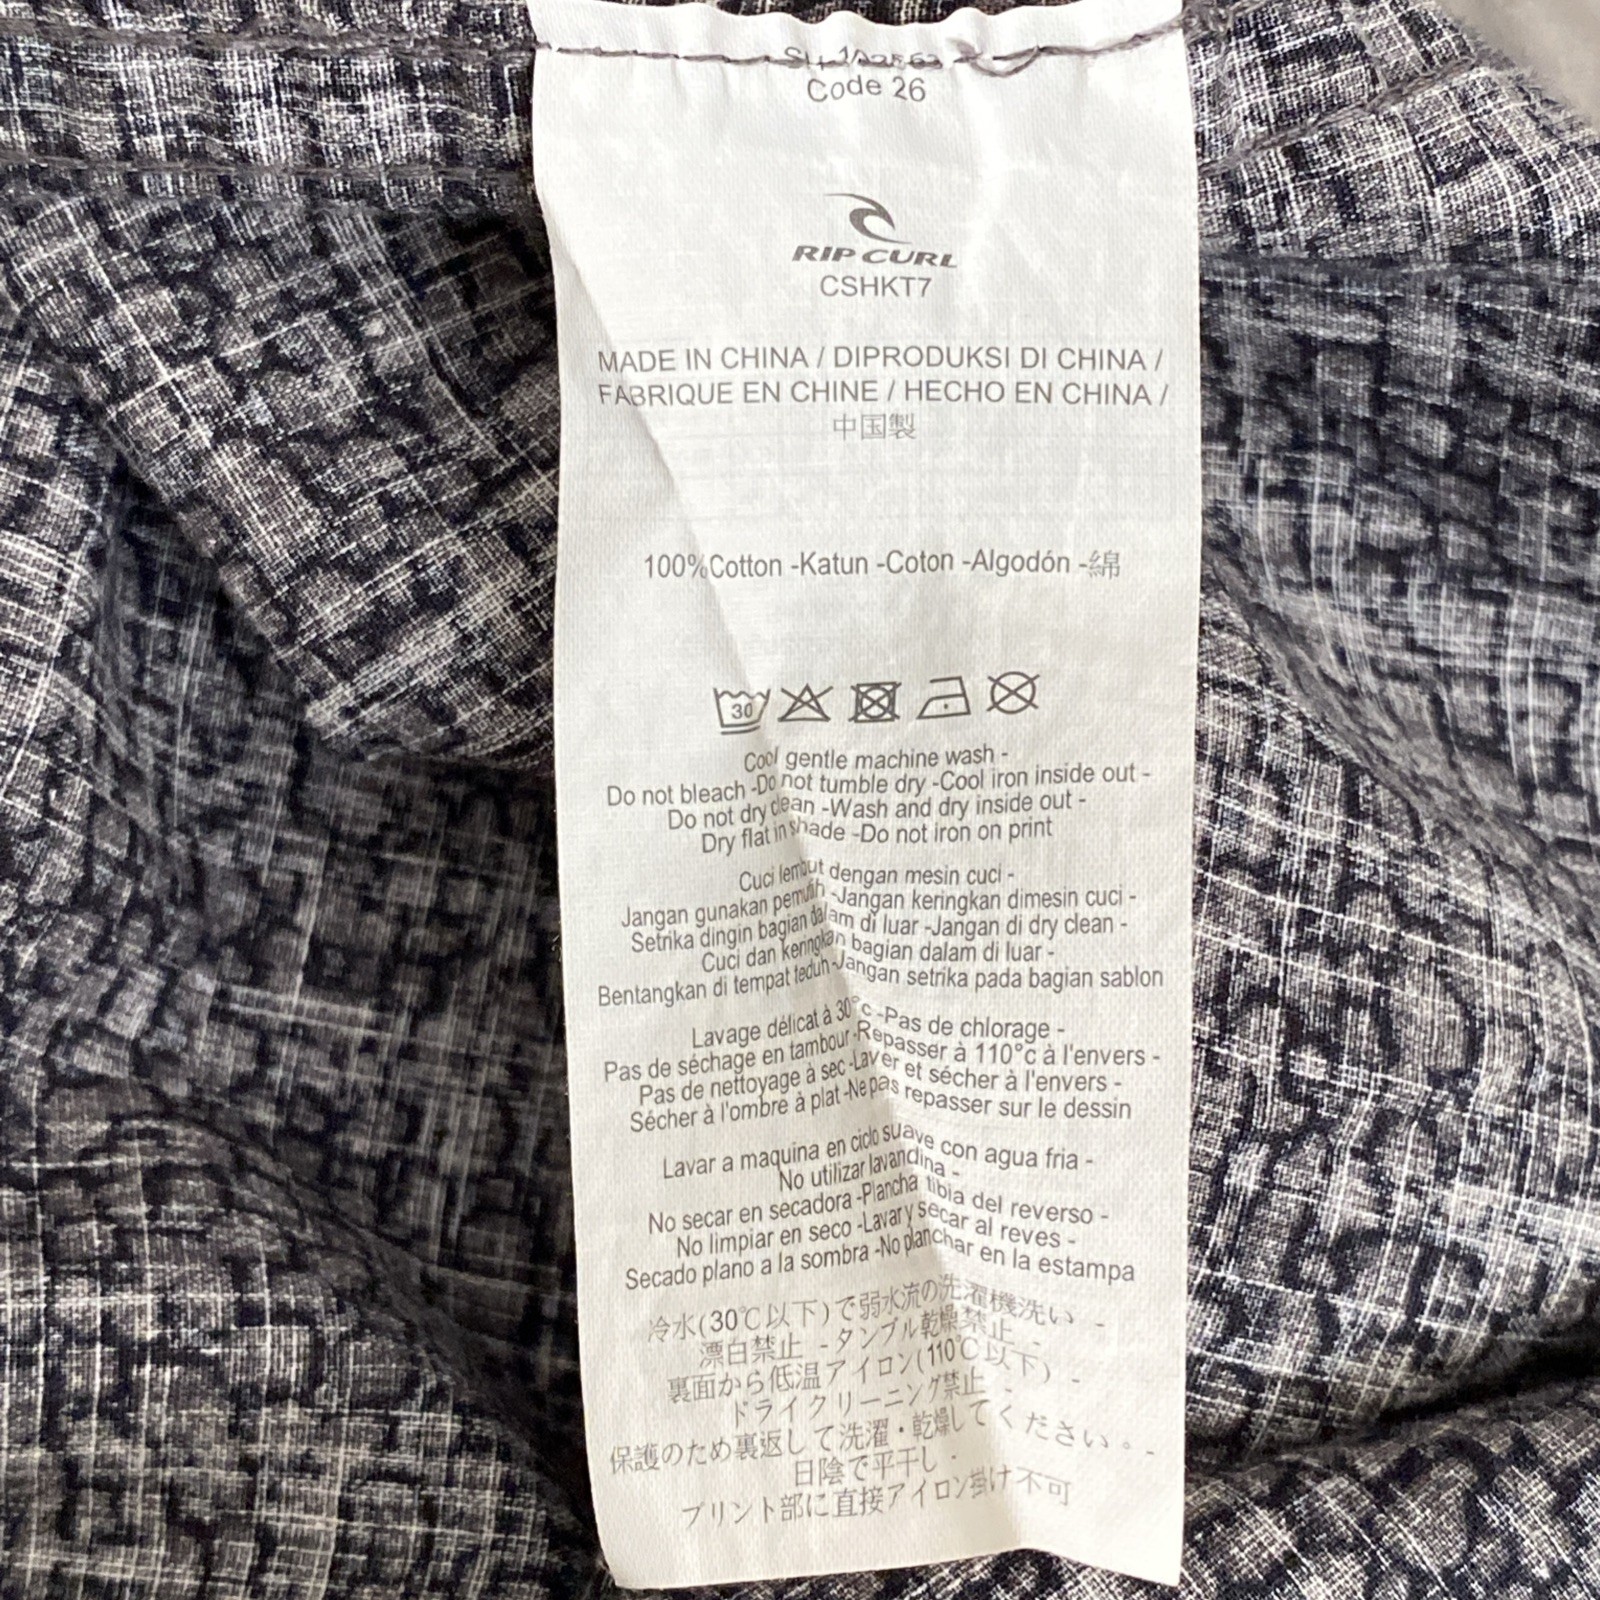 Code 26
RIP CURL
CSHKT7
MADE IN CHINA / DIPRODUKSI DI CHINA /
FABRIQUE EN CHINE / HECHO EN CHINA /
中国製
100%Cotton -Katun -Coton -Algodón -綿
30
Cool gentle machine wash -
Do not bleach -Do not tumble dry -Cool iron inside out -
Do not dry clean -Wash and dry inside out -
Dry flat in shade -Do not iron on print
Cuci lembut dengan mesin cuci -
Jangan gunakan pemutih -Jangan keringkan dimesin cuci -
Setrika dingin bagian dalam di luar -Jangan di dry clean -
Cuci dan keringkan bagian dalam di luar -
Bentangkan di tempat teduh -Jangan setrika pada bagian sablon
Lavage délicat à 30°c -Pas de chlorage -
Pas de séchage en tambour -Repasser à 110°c à l'envers -
Pas de nettoyage à sec -Laver et sécher à l'envers -
Sécher à l'ombre à plat -Ne pas repasser sur le dessin
Lavar a maquina en ciclo suave con agua fria -
No utilizar lavandina -
No secar en secadora -Plancha tibia del reverso -
No limpiar en seco -Lavar y secar al reves -
Secado plano a la sombra -No planchar en la estampa
冷水(30℃以下)で弱水流の洗濯機洗い -
漂白禁止 -タンブル乾燥禁止 -
裏面から低温アイロン(110℃以下) -
ドライクリーニング禁止 -
保護のため裏返して洗濯・乾燥してください。-
日陰で平干し -
プリント部に直接アイロン掛け不可